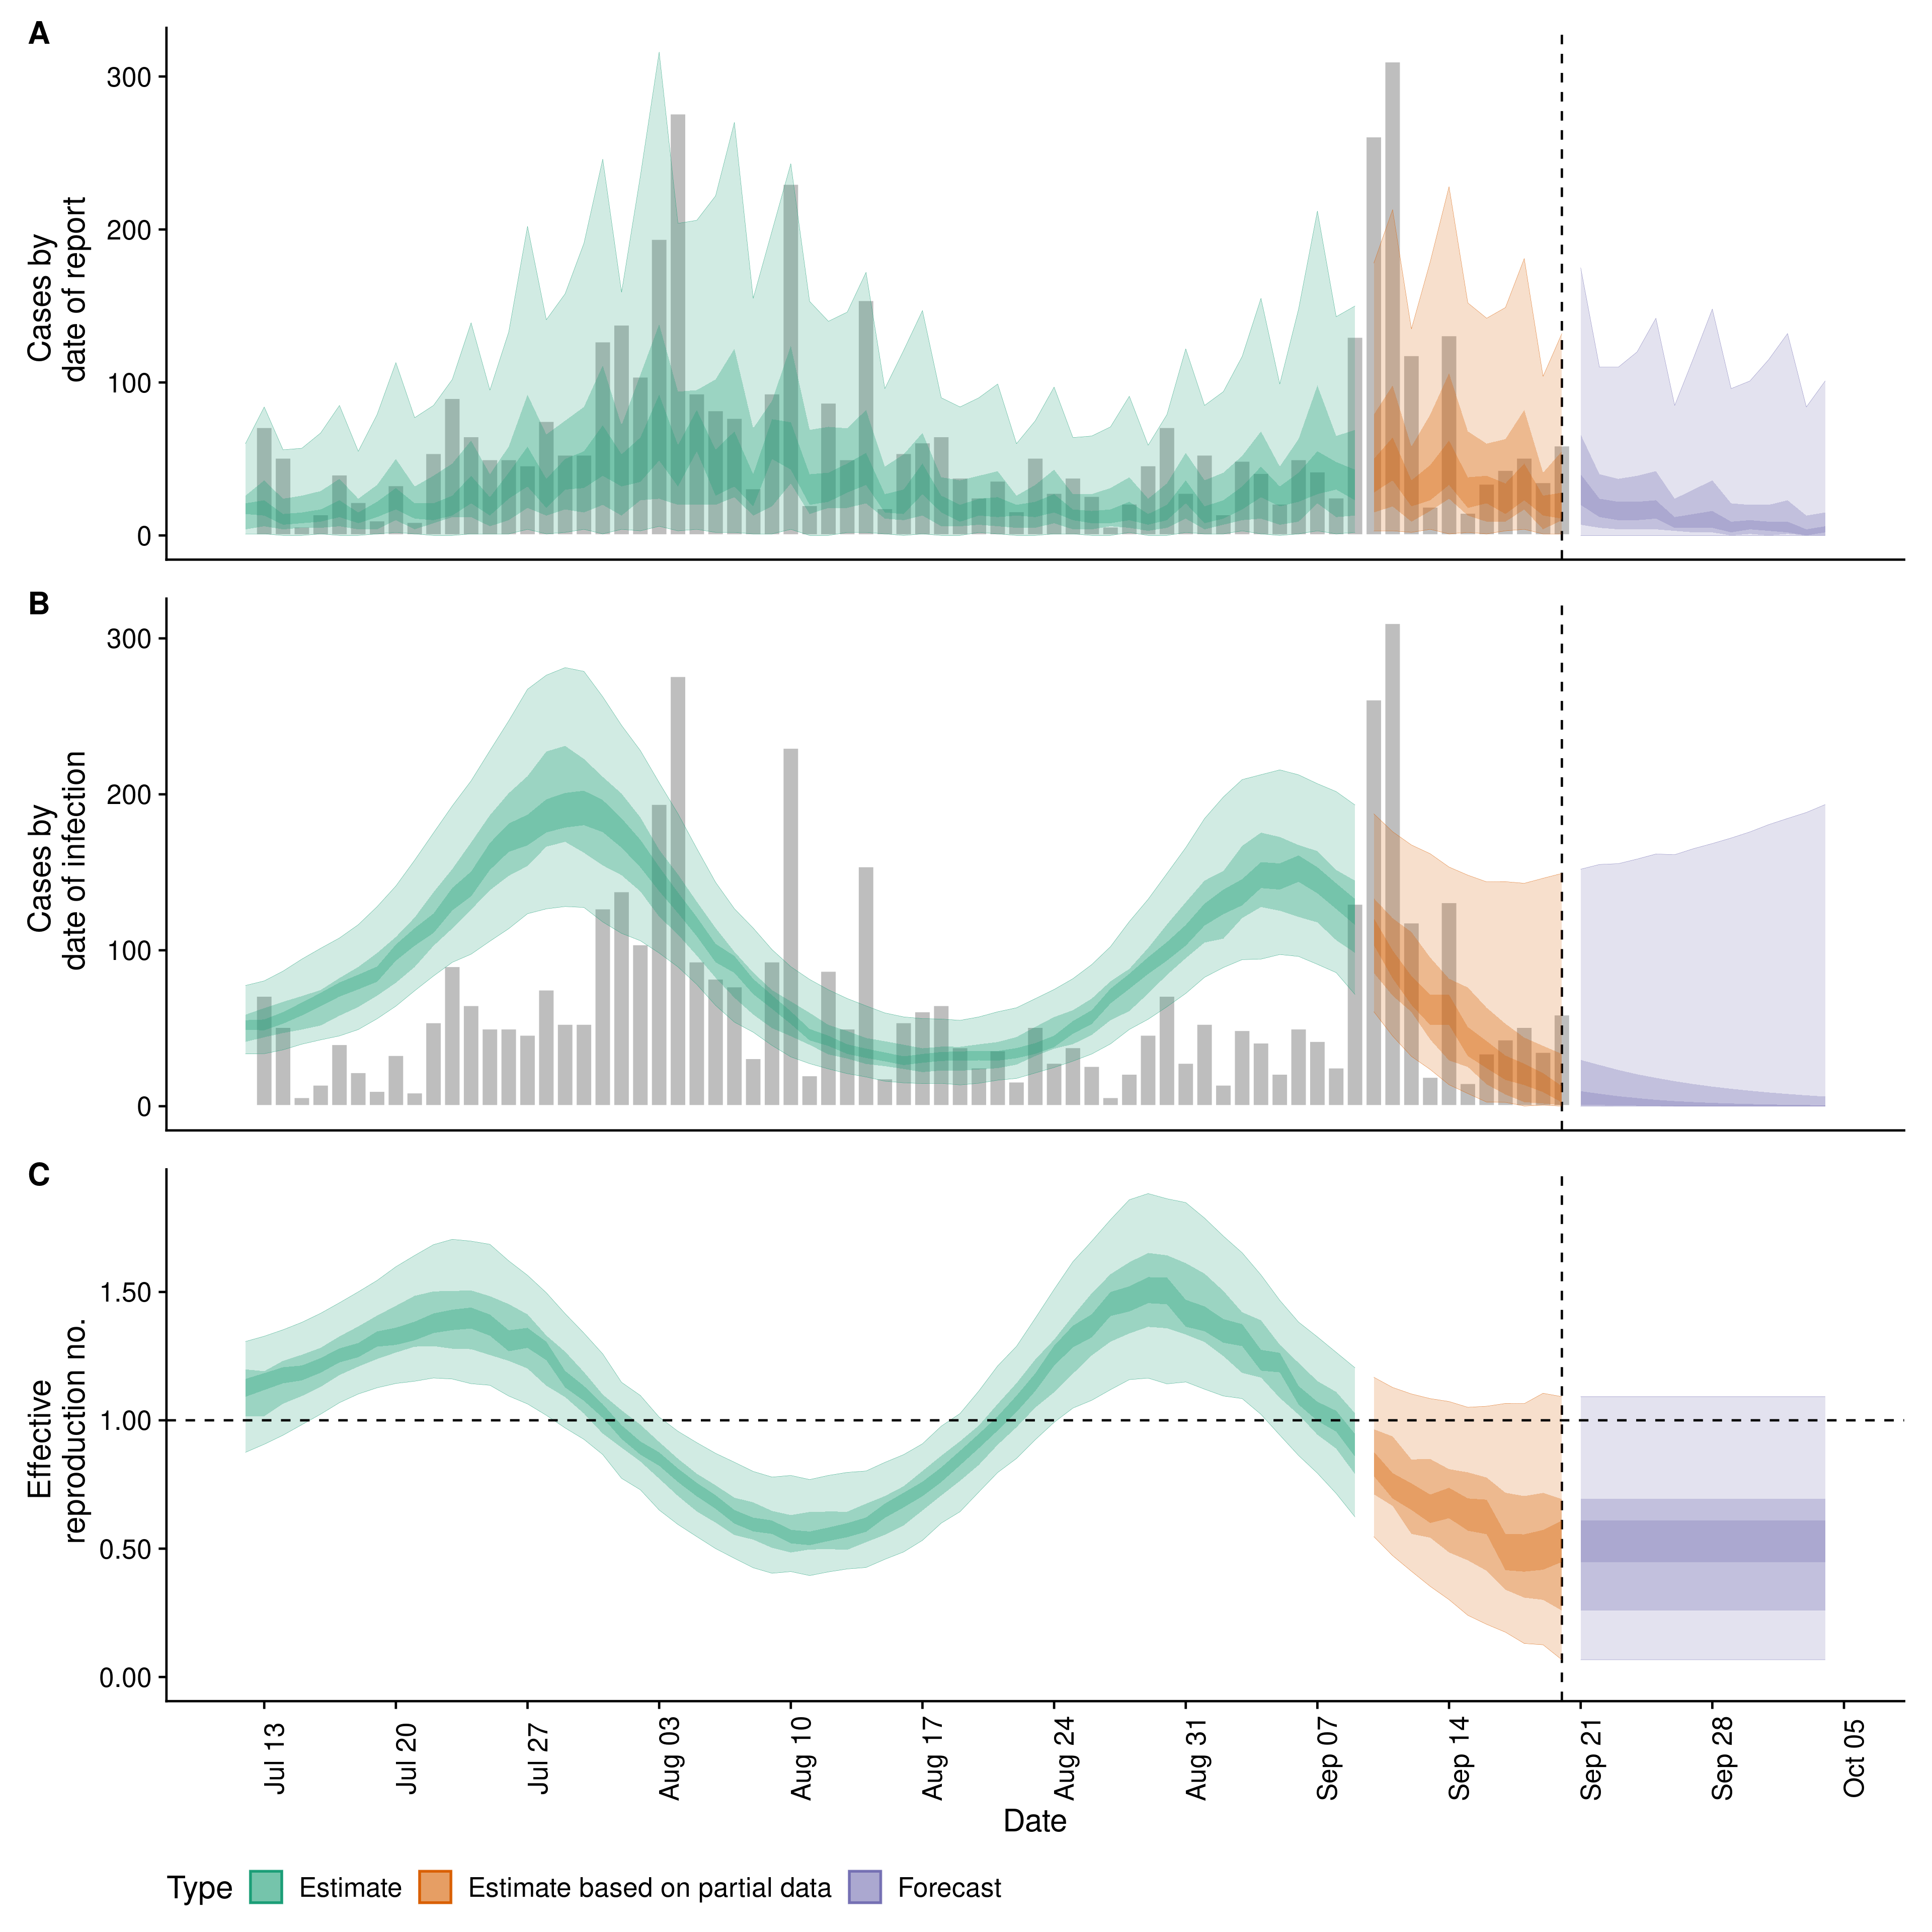 A
Cases by
date of report
300
200
100
0
B
Cases by
date of infection
300
200
100
0
C
Effective
reproduction no.
1.50
1.00
0.50
0.00
Jul 13
Jul 20
Jul 27
Aug 03
Aug 10
Aug 17
Aug 24
Aug 31
Sep 07
Sep 14
Sep 21
Sep 28
Oct 05
Date
Type Estimate Estimate based on partial data Forecast